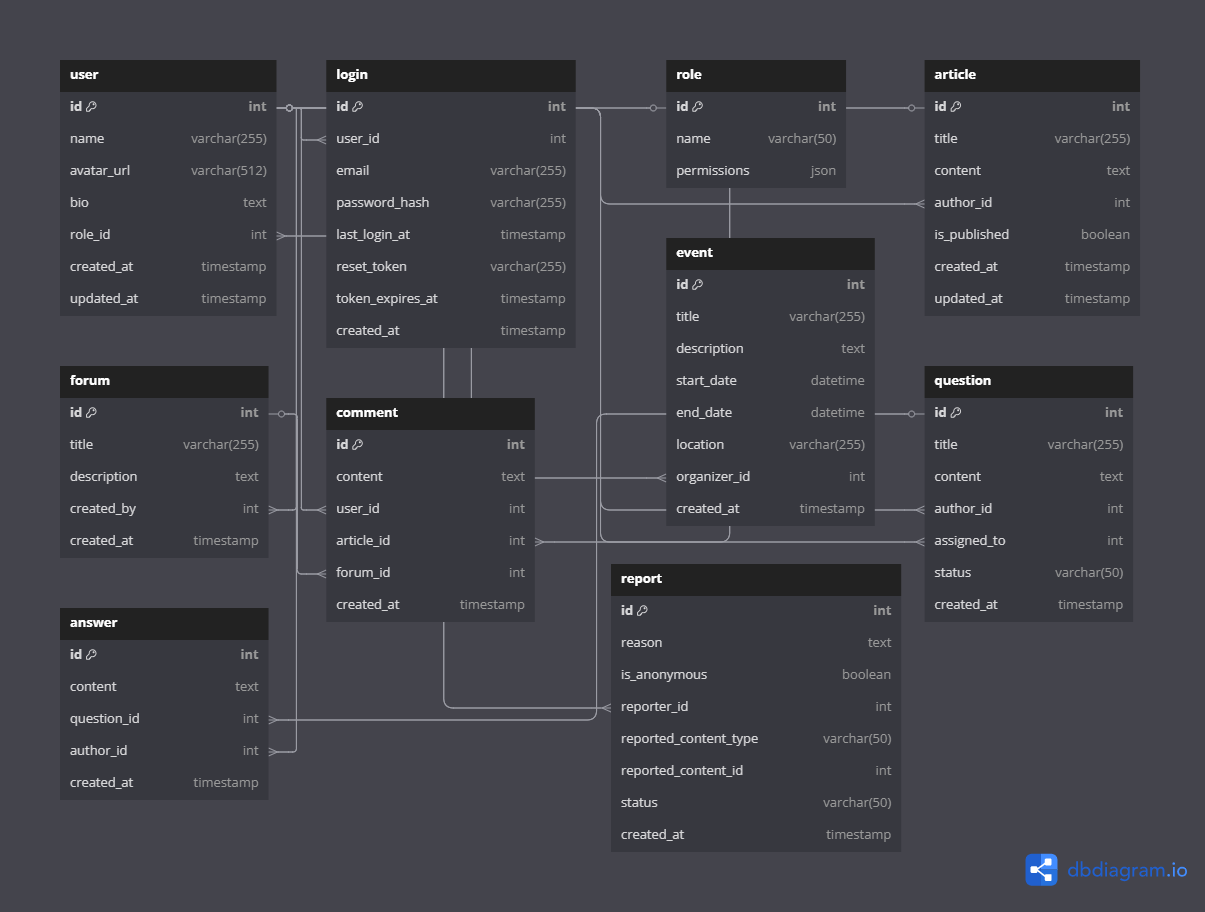 user
id int
name varchar(255)
avatar_url varchar(512)
bio text
role_id int
created_at timestamp
updated_at timestamp
login
id int
user_id int
email varchar(255)
password_hash varchar(255)
last_login_at timestamp
reset_token varchar(255)
token_expires_at timestamp
created_at timestamp
role
id int
name varchar(50)
permissions json
article
id int
title varchar(255)
content text
author_id int
is_published boolean
created_at timestamp
updated_at timestamp
event
id int
title varchar(255)
description text
start_date datetime
end_date datetime
location varchar(255)
organizer_id int
created_at timestamp
forum
id int
title varchar(255)
description text
created_by int
created_at timestamp
comment
id int
content text
user_id int
article_id int
forum_id int
created_at timestamp
question
id int
title varchar(255)
content text
author_id int
assigned_to int
status varchar(50)
created_at timestamp
answer
id int
content text
question_id int
author_id int
created_at timestamp
report
id int
reason text
is_anonymous boolean
reporter_id int
reported_content_type varchar(50)
reported_content_id int
status varchar(50)
created_at timestamp
dbdiagram.io